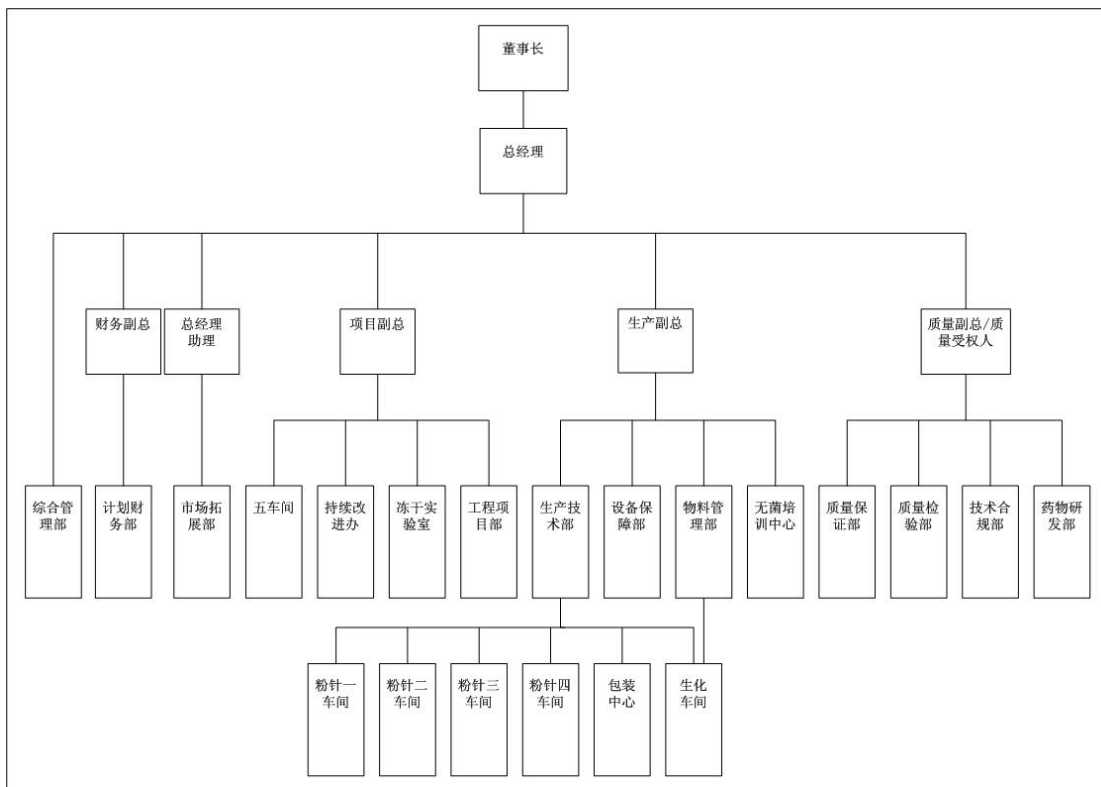 董事长
总经理
财务副总
总经理
助理
项目副总
生产副总
质量副总/质
量受权人
综合管
理部
计划财
务部
市场拓
展部
五车间
持续改
进办
冻干实
验室
工程项
目部
生产技
术部
设备保
障部
物料管
理部
无菌培
训中心
质量保
证部
质量检
验部
技术合
规部
药物研
发部
粉针一
车间
粉针二
车间
粉针三
车间
粉针四
车间
包装
中心
生化
车间